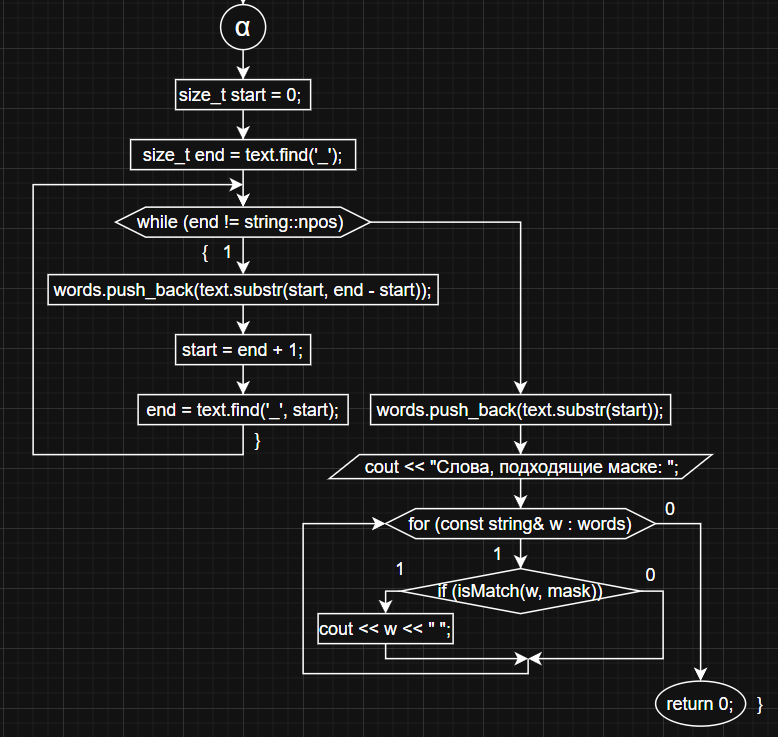 α
size_t start = 0;
size_t end = text.find('_');
while (end != string::npos)
{ 1
words.push_back(text.substr(start, end - start));
start = end + 1;
end = text.find('_', start);
}
words.push_back(text.substr(start));
cout << "Слова, подходящие маске: ";
for (const string& w : words)
0
1
if (isMatch(w, mask))
1
0
cout << w << " ";
return 0;
}